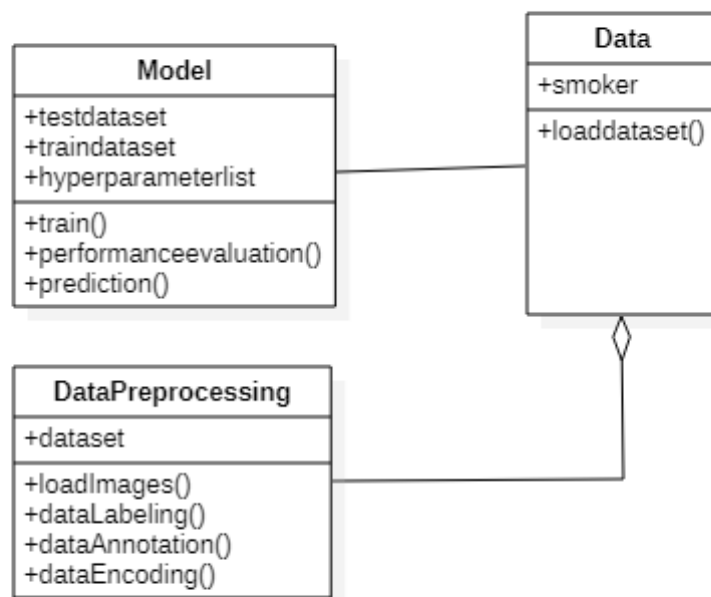 Model
+testdataset
+traindataset
+hyperparameterlist
+train()
+performanceevaluation()
+prediction()
Data
+smoker
+loaddataset()
DataPreprocessing
+dataset
+loadImages()
+dataLabeling()
+dataAnnotation()
+dataEncoding()